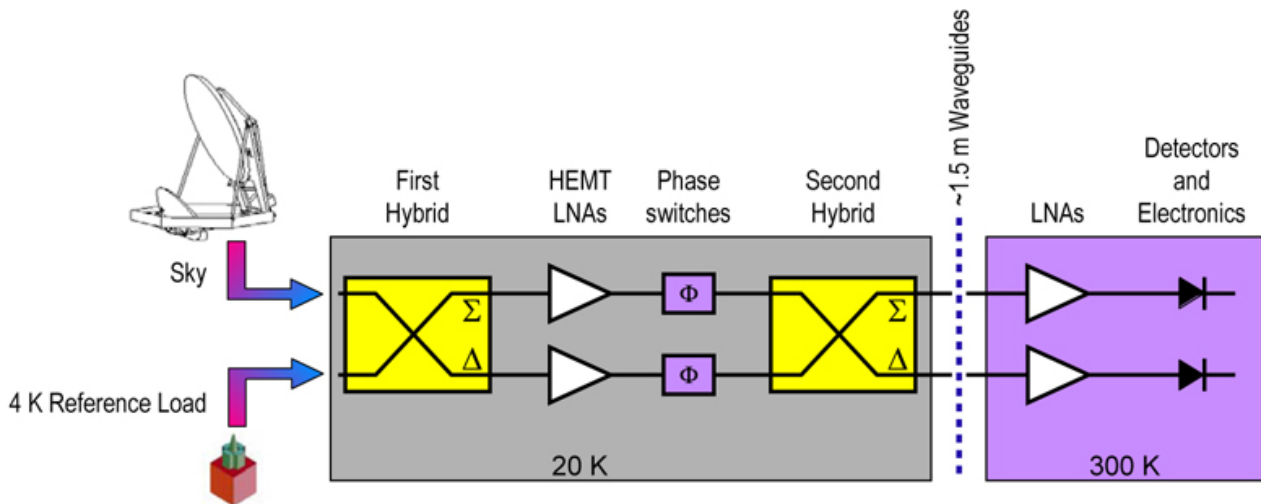 First
Hybrid
HEMT
LNAs
Phase
switches
Second
Hybrid
~1.5 m Waveguides
LNAs
Detectors
and
Electronics
Sky
Σ
Φ
Σ
Δ
Φ
Δ
4 K Reference Load
20 K
300 K